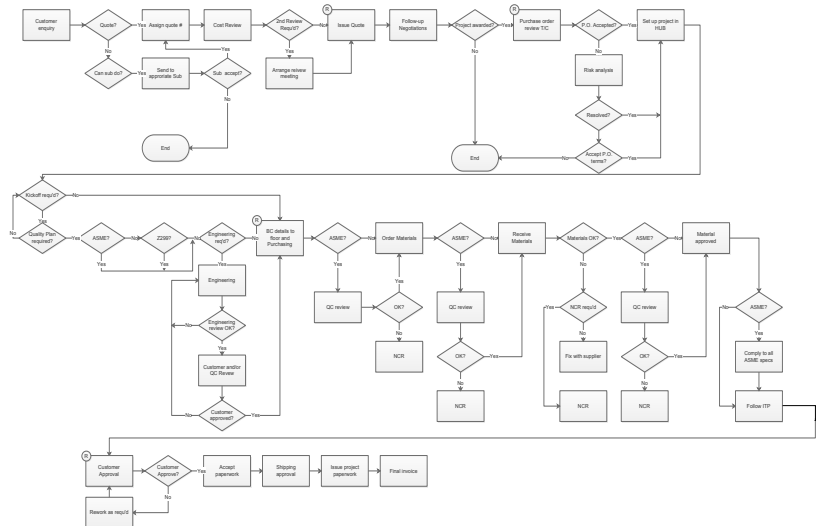 Customer
enquiry
Quote?
Yes
Assign quote #
Cost Review
2nd Review
Requ'd?
No
R
Issue Quote
Follow-up
Negotiations
Project awarded?
Yes
R
Purchase order
review T/C
P.O. Accepted?
Yes
Set up project in
HUB
No
Yes
Yes
No
No
Can sub do?
Yes
Send to
approriate Sub
Sub accept?
Arrange reivew
meeting
Risk analysis
No
Resolved?
Yes
End
End
No
Accept P.O.
terms?
Yes
Kickoff requ'd?
No
No
Yes
Quality Plan
required?
Yes
ASME?
No
Z299?
No
Engineering
req'd?
No
R
BC details to
floor and
Purchasing
ASME?
No
Order Materials
ASME?
No
Receive
Materials
Materials OK?
Yes
ASME?
No
Material
approved
Yes
Yes
Yes
Yes
Yes
Yes
No
Yes
Engineering
QC review
OK?
QC review
NCR req'd
QC review
No
ASME?
No
Engineering
review OK?
No
Yes
No
Yes
Yes
NCR
OK?
Yes
Fix with supplier
OK?
Yes
Comply to all
ASME specs
Customer and/or
QC Revew
No
No
NCR
NCR
NCR
Follow ITP
No
Customer
approved?
Yes
R
Customer
Approval
Customer
Approve?
Yes
Accept
paperwork
Shipping
approval
Issue project
paperwork
Final invoice
No
Rework as requ'd